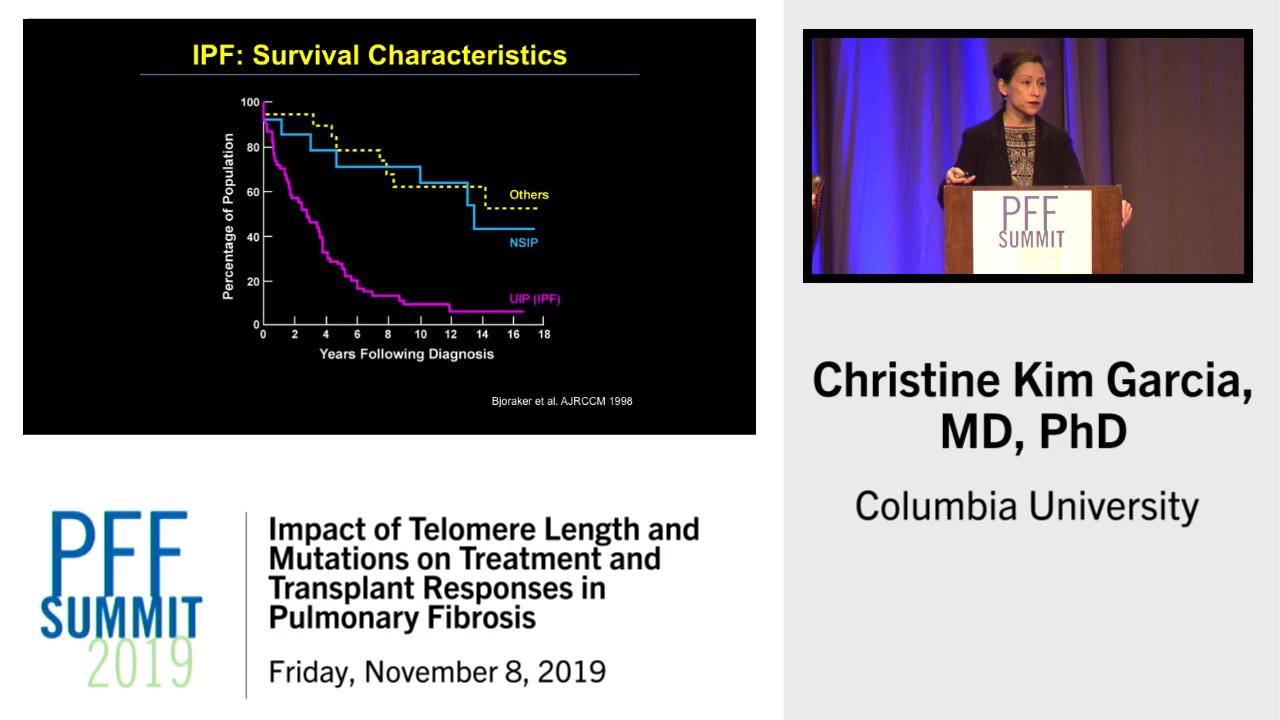 IPF: Survival Characteristics
100
80
60
40
20
0
Percentage of Population
Others
NSIP
UIP (IPF)
0 2 4 6 8 10 12 14 16 18
Years Following Diagnosis
Bjoraker et al. AJRCCM 1998
PFF
SUMMIT
2019
Christine Kim Garcia,
MD, PhD
Columbia University
PFF
SUMMIT
2019
Impact of Telomere Length and
Mutations on Treatment and
Transplant Responses in
Pulmonary Fibrosis
Friday, November 8, 2019